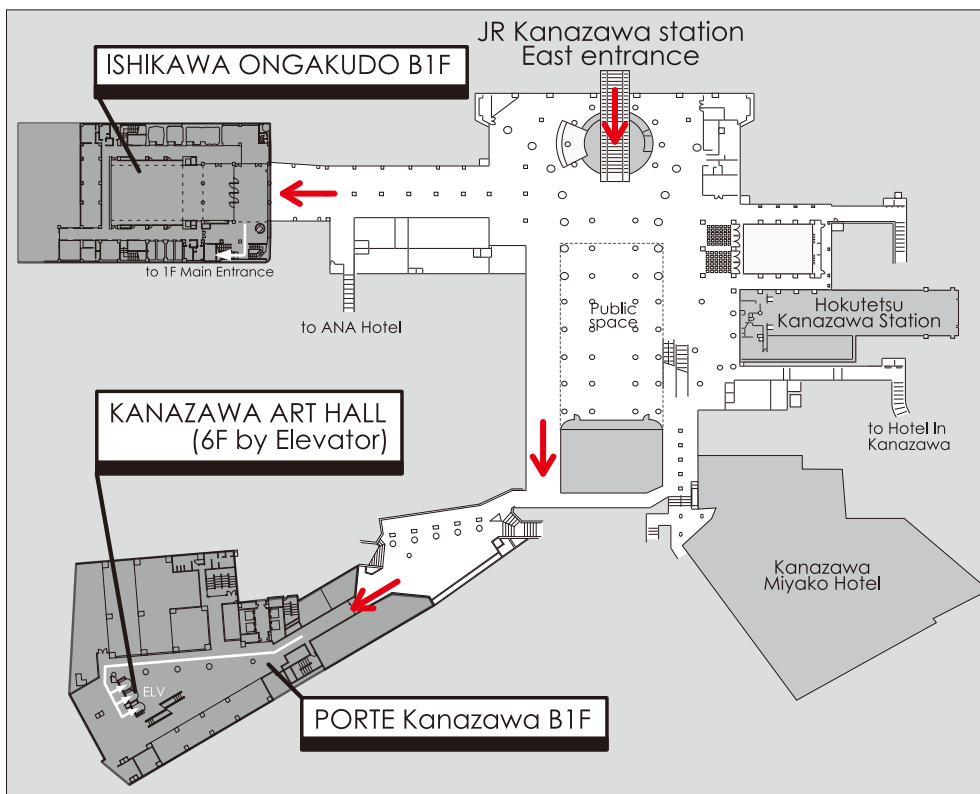 JR Kanazawa station
East entrance
ISHIKAWA ONGAKUDO B1F
to 1F Main Entrance
to ANA Hotel
Public
space
Hokutetsu
Kanazawa Station
to Hotel In
Kanazawa
KANAZAWA ART HALL
(6F by Elevator)
Kanazawa
Miyako Hotel
ELV
PORTE Kanazawa B1F